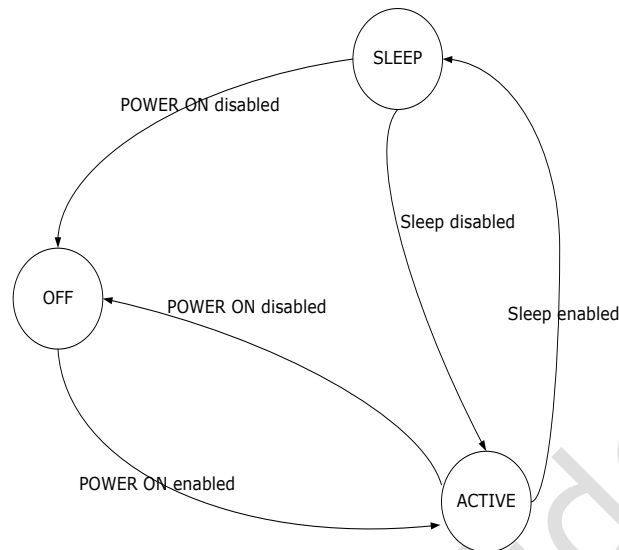 SLEEP
POWER ON disabled
Sleep disabled
OFF
POWER ON disabled
Sleep enabled
POWER ON enabled
ACTIVE